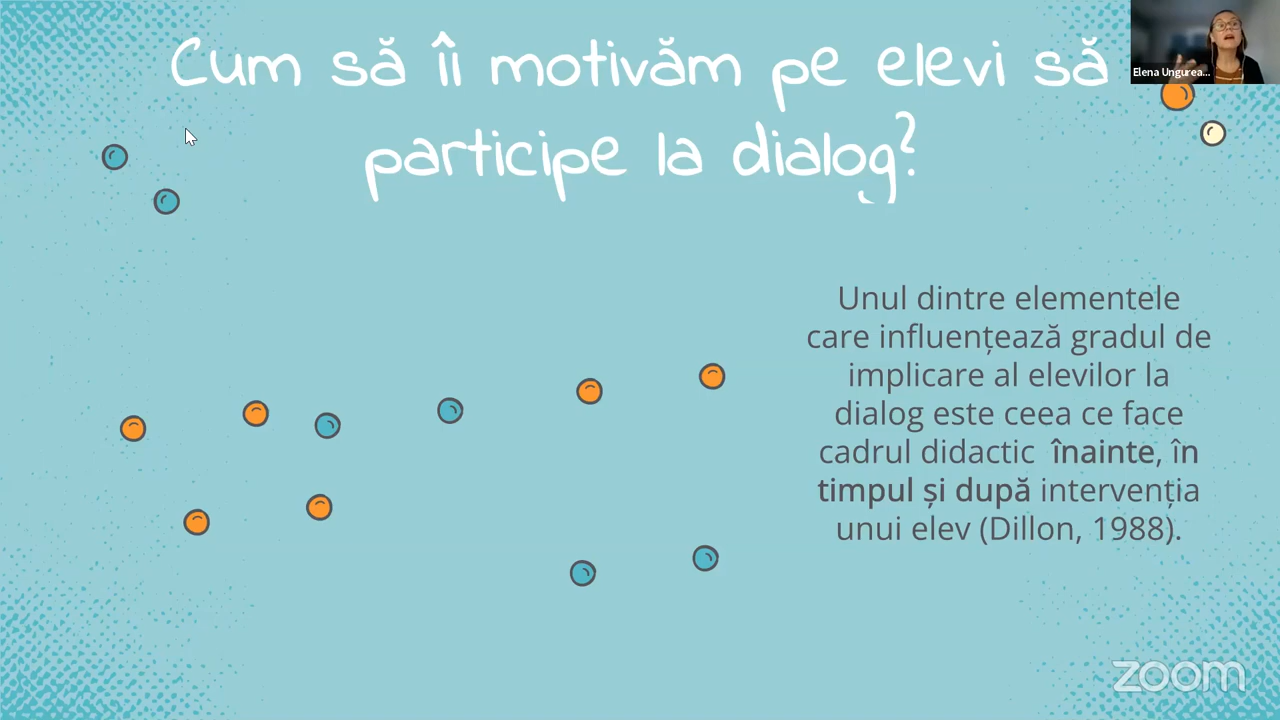 Cum să îi motivăm pe elevi să
participe la dialog?
Elena Ungurea...
Unul dintre elementele
care influențează gradul de
implicare al elevilor la
dialog este ceea ce face
cadrul didactic înainte, în
timpul și după intervenția
unui elev (Dillon, 1988).
zoom